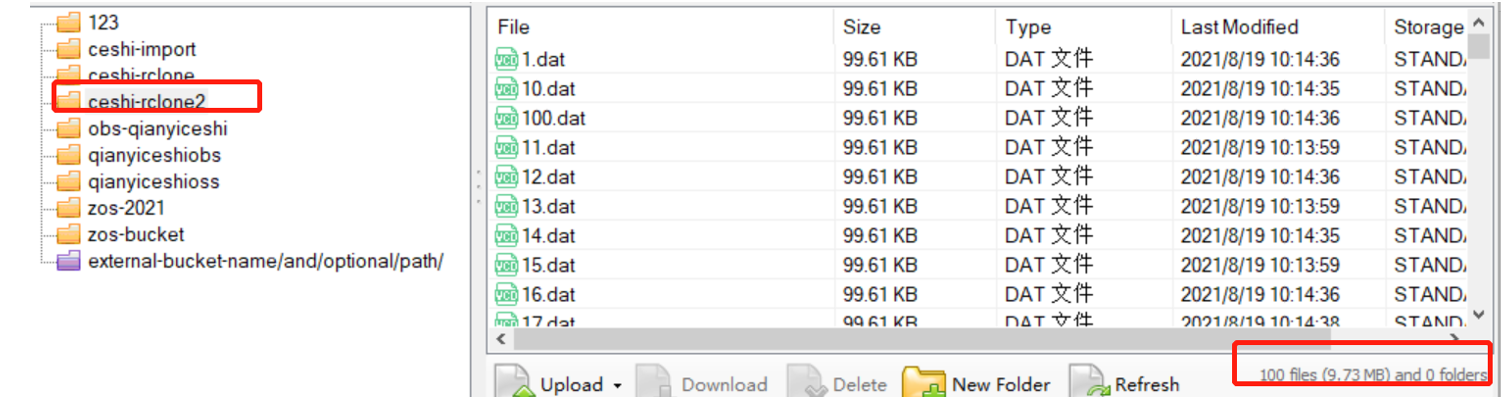 123
ceshi-import
ceshi-rclone
ceshi-rclone2
obs-qianyiceshi
qianyiceshiobs
qianyiceshioss
zos-2021
zos-bucket
external-bucket-name/and/optional/path/
File Size Type Last Modified Storage
1.dat 99.61 KB DAT 文件 2021/8/19 10:14:36 STAND
10.dat 99.61 KB DAT 文件 2021/8/19 10:14:35 STAND
100.dat 99.61 KB DAT 文件 2021/8/19 10:14:36 STAND
11.dat 99.61 KB DAT 文件 2021/8/19 10:13:59 STAND
12.dat 99.61 KB DAT 文件 2021/8/19 10:14:36 STAND
13.dat 99.61 KB DAT 文件 2021/8/19 10:13:59 STAND
14.dat 99.61 KB DAT 文件 2021/8/19 10:14:35 STAND
15.dat 99.61 KB DAT 文件 2021/8/19 10:13:59 STAND
16.dat 99.61 KB DAT 文件 2021/8/19 10:14:36 STAND
17.dat 99.61 KB DAT 文件 2021/8/19 10:14:38 STAND
Upload Download Delete New Folder Refresh 100 files (9.73 MB) and 0 folders